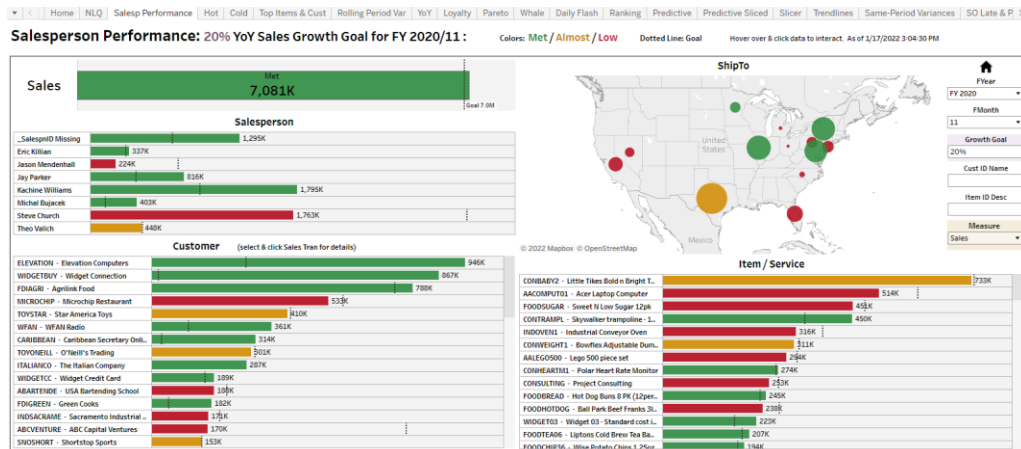 Home NLQ Salesp Performance Hot Cold Top Items & Cust Rolling Period Var YoY Loyalty Pareto Whale Daily Flash Ranking Predictive Predictive Sliced Slicer Trendlines Same-Period Variances SO Late & P
Salesperson Performance: 20% YoY Sales Growth Goal for FY 2020/11 : Colors: Met / Almost / Low Dotted Line: Goal Hover over & click data to interact. As of 1/17/2022 3:04:30 PM
Sales
Met
7,081K
Goal 7.0M
Salesperson
_SalespnID Missing 1,295K
Eric Killian 337K
Jason Mendenhall 224K
Jay Parker 816K
Kachine Williams 1,795K
Michal Bujacek 403K
Steve Church 1,763K
Theo Valich 448K
Customer (select & click Sales Tran for details)
ELEVATION - Elevation Computers 946K
WIDGETBUY - Widget Connection 867K
FDIAGRI - Agrilink Food 788K
MICROCHIP - Microchip Restaurant 533K
TOYSTAR - Star America Toys 410K
WFAN - WFAN Radio 361K
CARIBBEAN - Caribbean Secretary Onli.. 314K
TOYONEILL - O'Neill's Trading 301K
ITALIANCO - The Italian Company 287K
WIDGETCC - Widget Credit Card 189K
ABARTENDE - USA Bartending School 188K
FDIGREEN - Green Cooks 182K
INDSACRAME - Sacramento Industrial .. 171K
ABCVENTURE - ABC Capital Ventures 170K
SNOSHORT - Shortstop Sports 153K
ShipTo
United
States
Mexico
© 2022 Mapbox © OpenStreetMap
FYear
FY 2020
FMonth
11
Growth Goal
20%
Cust ID Name
Item ID Desc
Measure
Sales
Item / Service
CONBABY2 - Little Tikes Bold n Bright T... 733K
AACOMPUT01 - Acer Laptop Computer 514K
FOODSUGAR - Sweet N Low Sugar 12pk 451K
CONTRAMPL - Skywalker trampoline - 1... 450K
INDOVEN1 - Industrial Conveyor Oven 316K
CONWEIGHT1 - Bowflex Adjustable Dum.. 311K
AALEGO500 - Lego 500 piece set 294K
CONHEARTM1 - Polar Heart Rate Monitor 274K
CONSULTING - Project Consulting 253K
FOODBREAD - Hot Dog Buns 8 PK (12per.. 245K
FOODHOTDOG - Ball Park Beef Franks 3l.. 238K
WIDGET03 - Widget 03 - Standard cost i.. 223K
FOODTEA06 - Liptons Cold Brew Tea Ba.. 207K
FOODCHIP36 - Wise Potato Chips 1.25oz 194K